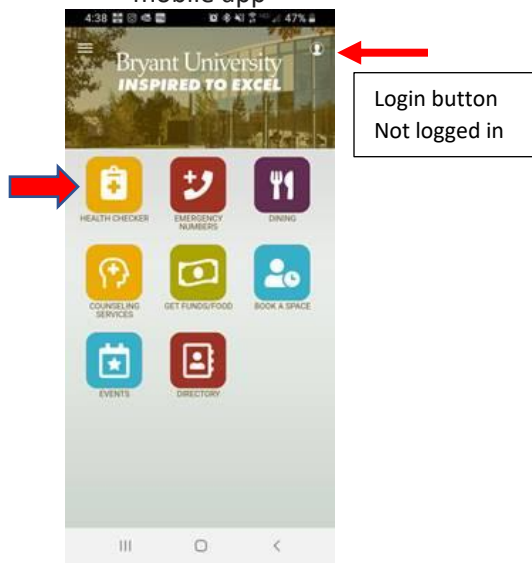 mobile app
4:38
47%
Bryant University
INSPIRED TO EXCEL
Login button
Not logged in
HEALTH CHECKER
EMERGENCY
NUMBERS
DINING
COUNSELING
SERVICES
GET FUNDS/FOOD
BOOK A SPACE
EVENTS
DIRECTORY